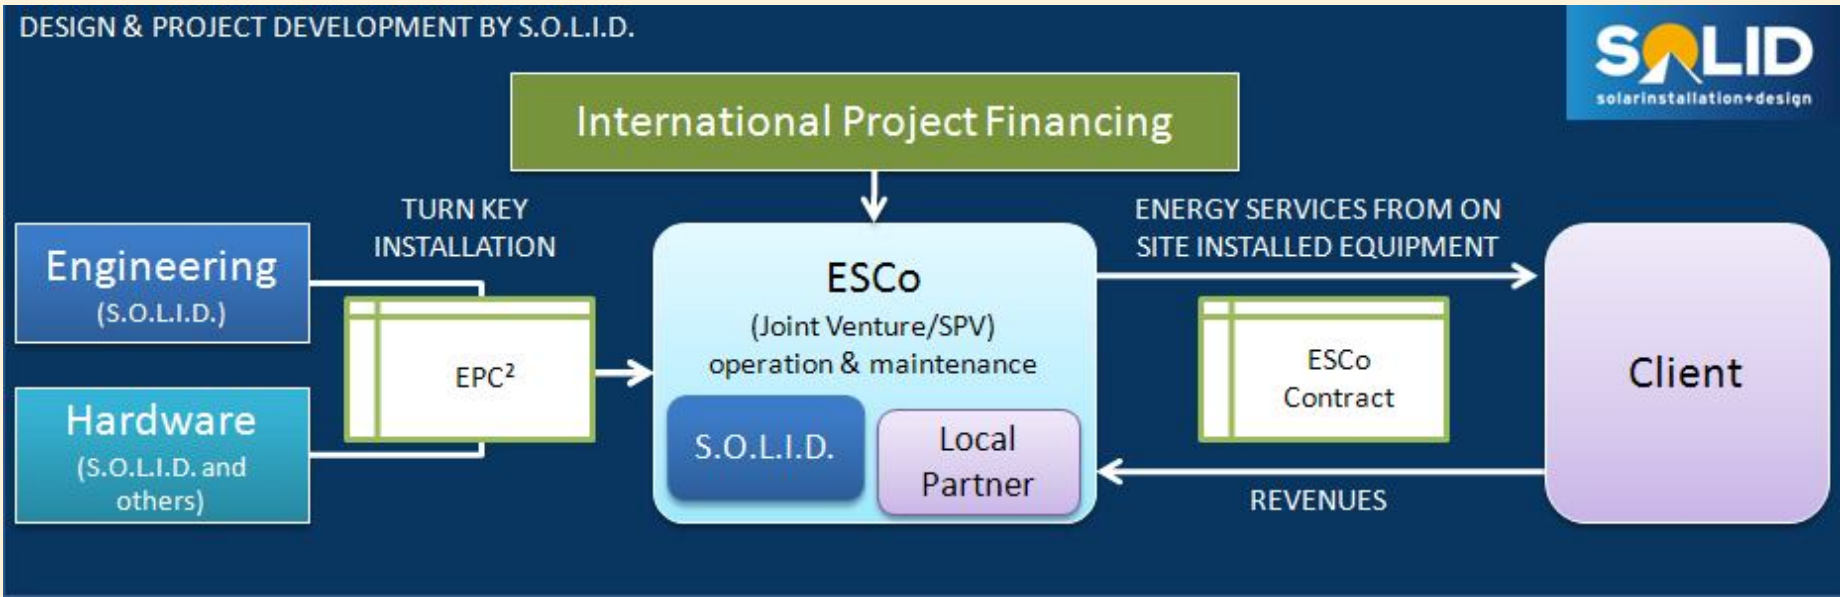 DESIGN & PROJECT DEVELOPMENT BY S.O.L.I.D.
SOLID
solarinstallation+design
International Project Financing
TURN KEY
INSTALLATION
ENERGY SERVICES FROM ON
SITE INSTALLED EQUIPMENT
Engineering
(S.O.L.I.D.)
Hardware
(S.O.L.I.D. and
others)
EPC²
ESCo
(Joint Venture/SPV)
operation & maintenance
S.O.L.I.D.
Local
Partner
ESCo
Contract
REVENUES
Client